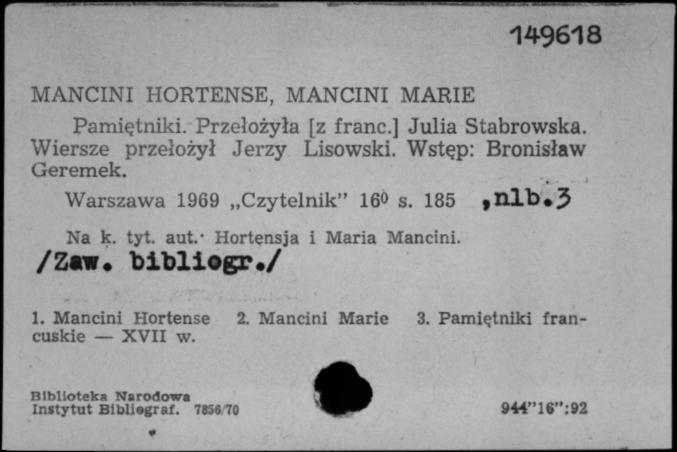 149618
MANCINI HORTENSE, MANCINI MARIE
Pamiętniki. Przełożyła [z franc.] Julia Stabrowska.
Wiersze przełożył Jerzy Lisowski. Wstęp: Bronisław
Geremek.
Warszawa 1969 „Czytelnik” 16⁰ s. 185 ,nlb.3
Na k. tyt. aut.· Hortensja i Maria Mancini.
/Zaw. bibliogr./
1. Mancini Hortense 2. Mancini Marie 3. Pamiętniki fran-
cuskie — XVII w.
Biblioteka Narodowa
Instytut Bibliograf. 7856/70
944”16”:92